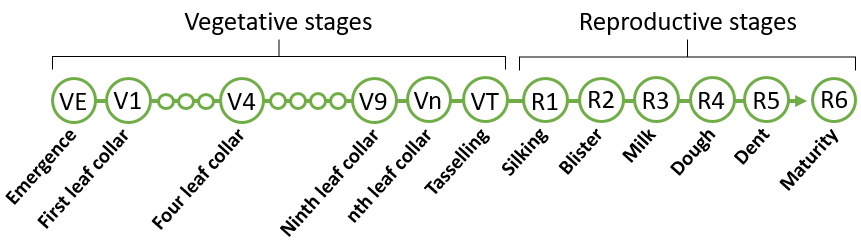 Vegetative stages
Reproductive stages
VE
V1
V4
V9
Vn
VT
R1
R2
R3
R4
R5
R6
Emergence
First leaf collar
Four leaf collar
Ninth leaf collar
nth leaf collar
Tasselling
Silking
Blister
Milk
Dough
Dent
Maturity